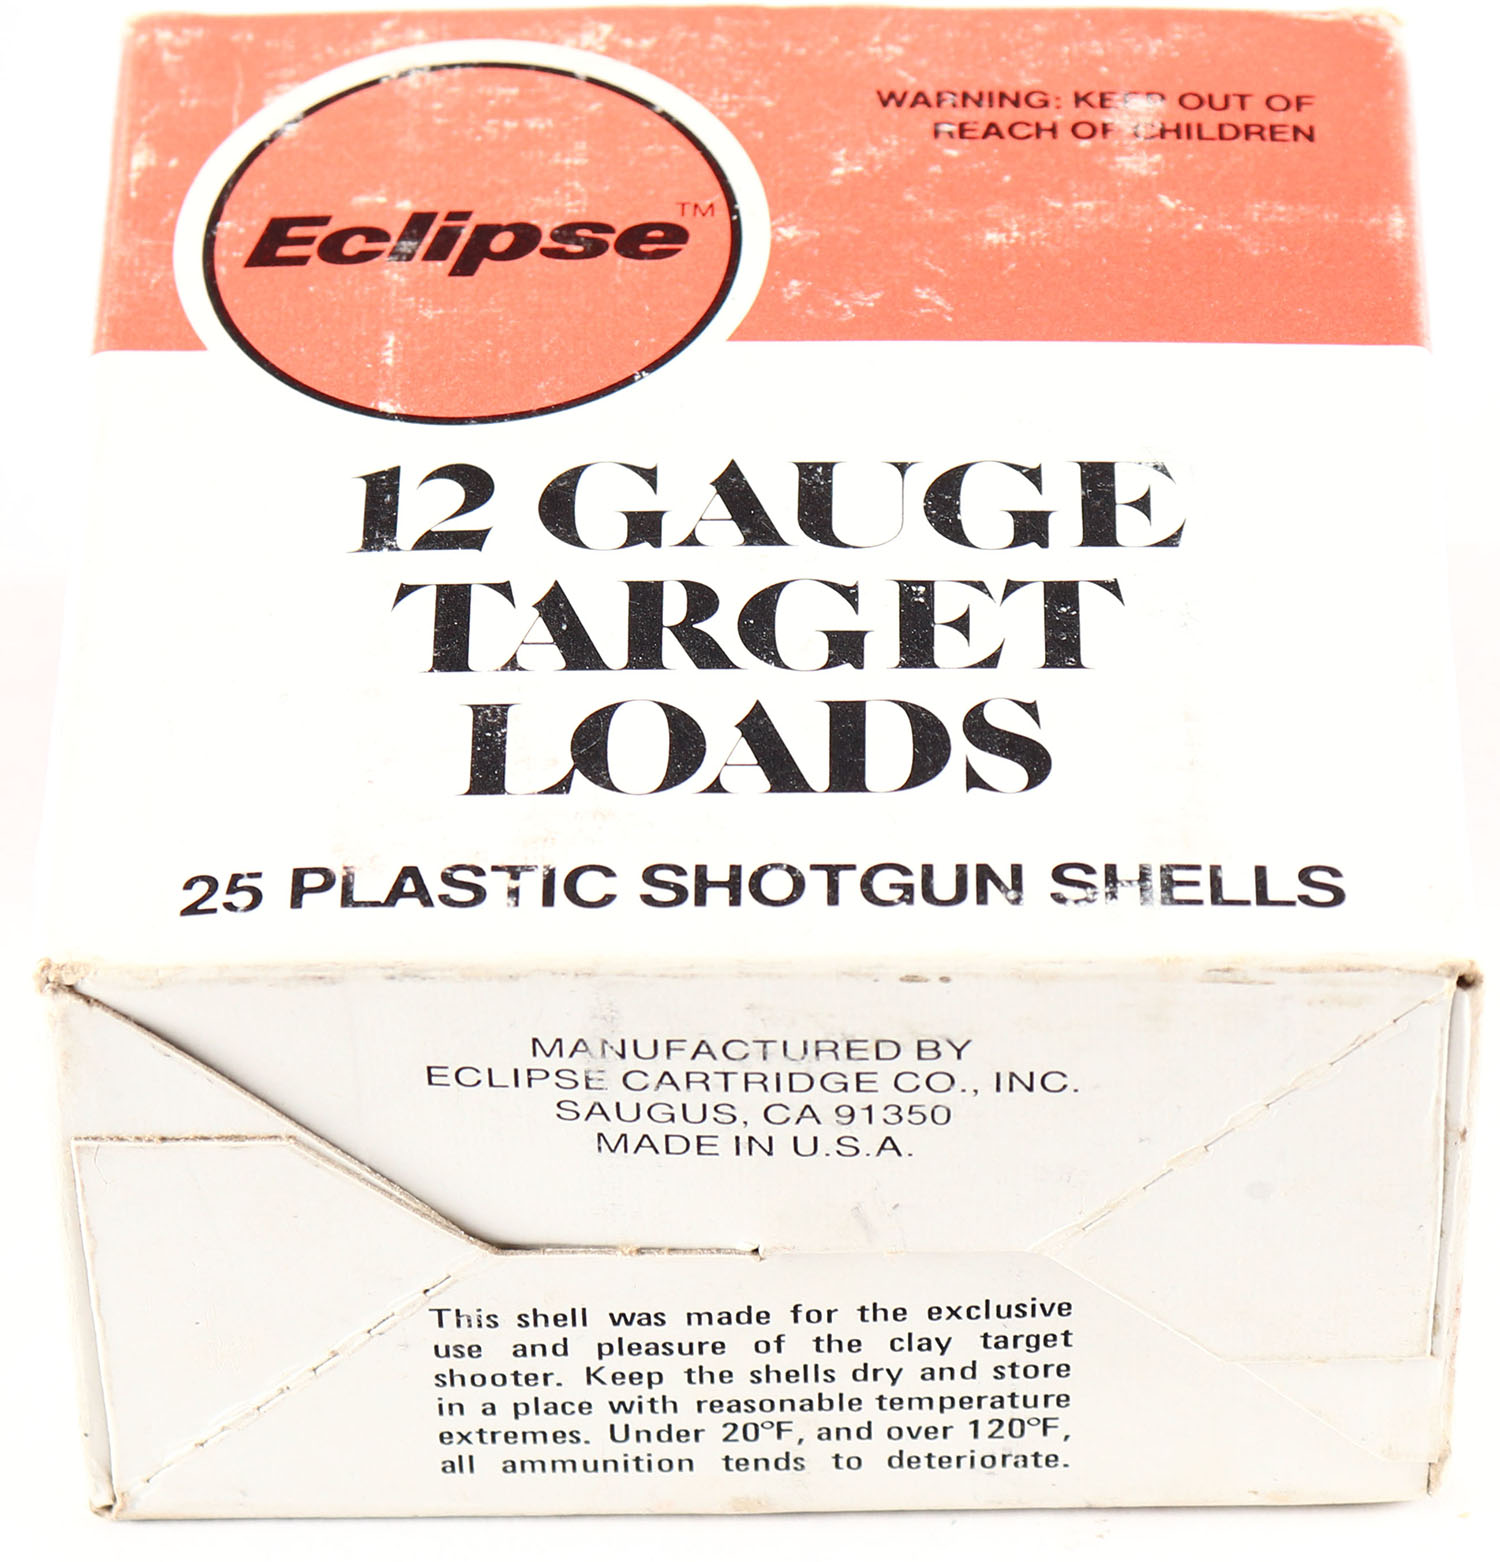 Eclipse™
WARNING: KEEP OUT OF
REACH OF CHILDREN
12 GAUGE
TARGET
LOADS
25 PLASTIC SHOTGUN SHELLS
MANUFACTURED BY
ECLIPSE CARTRIDGE CO., INC.
SAUGUS, CA 91350
MADE IN U.S.A.
This shell was made for the exclusive
use and pleasure of the clay target
shooter. Keep the shells dry and store
in a place with reasonable temperature
extremes. Under 20°F, and over 120°F,
all ammunition tends to deteriorate.